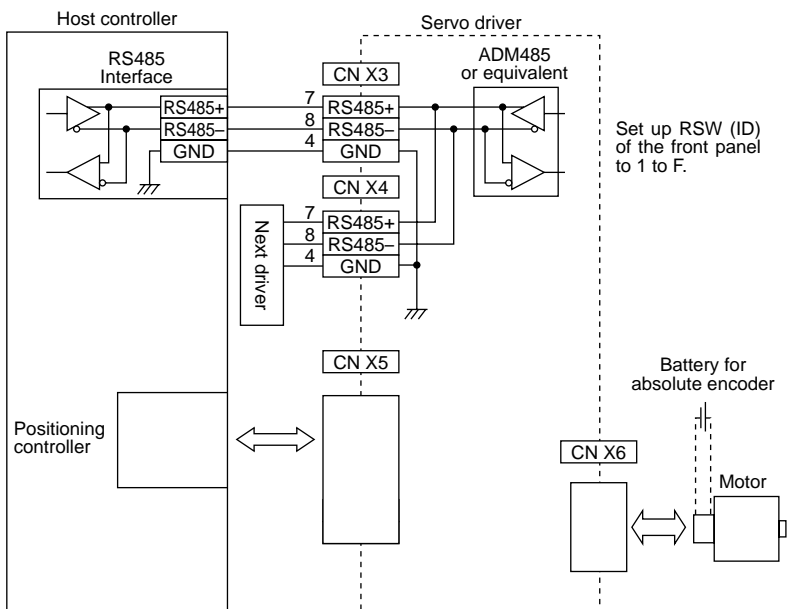 Host controller
Servo driver
RS485
Interface
RS485+
RS485–
GND
7
8
4
CN X3
RS485+
RS485–
GND
ADM485
or equivalent
Set up RSW (ID)
of the front panel
to 1 to F.
CN X4
Next driver
7
8
4
RS485+
RS485–
GND
CN X5
Positioning
controller
Battery for
absolute encoder
CN X6
Motor